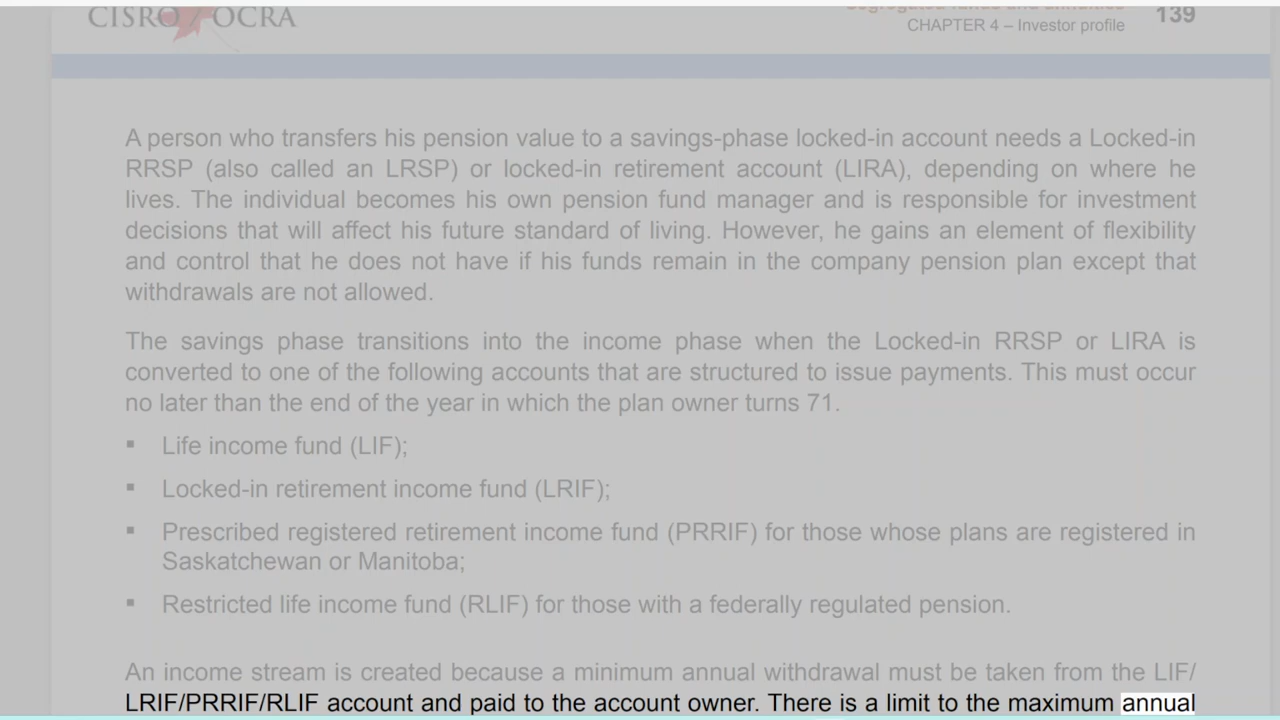 CISRO OCRA
Segregated funds and annuities
139
CHAPTER 4 – Investor profile
A person who transfers his pension value to a savings-phase locked-in account needs a Locked-in
RRSP (also called an LRSP) or locked-in retirement account (LIRA), depending on where he
lives. The individual becomes his own pension fund manager and is responsible for investment
decisions that will affect his future standard of living. However, he gains an element of flexibility
and control that he does not have if his funds remain in the company pension plan except that
withdrawals are not allowed.
The savings phase transitions into the income phase when the Locked-in RRSP or LIRA is
converted to one of the following accounts that are structured to issue payments. This must occur
no later than the end of the year in which the plan owner turns 71.
▪ Life income fund (LIF);
▪ Locked-in retirement income fund (LRIF);
▪ Prescribed registered retirement income fund (PRRIF) for those whose plans are registered in
Saskatchewan or Manitoba;
▪ Restricted life income fund (RLIF) for those with a federally regulated pension.
An income stream is created because a minimum annual withdrawal must be taken from the LIF/
LRIF/PRRIF/RLIF account and paid to the account owner. There is a limit to the maximum annual